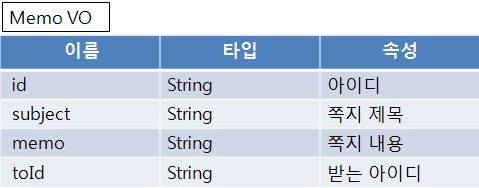 Memo VO
이름 타입 속성
id String 아이디
subject String 쪽지 제목
memo String 쪽지 내용
toId String 받는 아이디